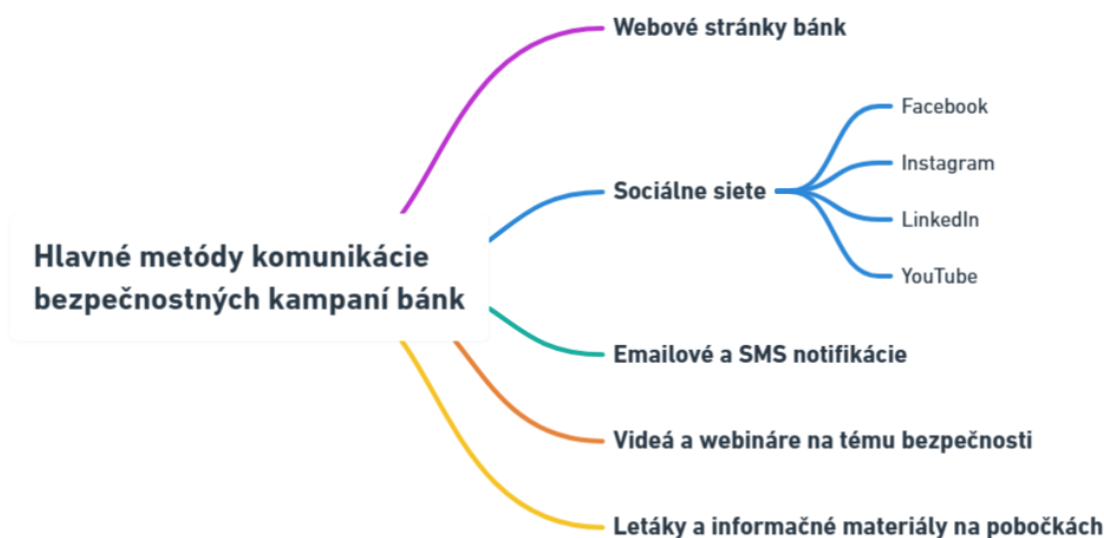 Hlavné metódy komunikácie
bezpečnostných kampaní bánk
Webové stránky bánk
Sociálne siete
Facebook
Instagram
LinkedIn
YouTube
Emailové a SMS notifikácie
Videá a webináre na tému bezpečnosti
Letáky a informačné materiály na pobočkách